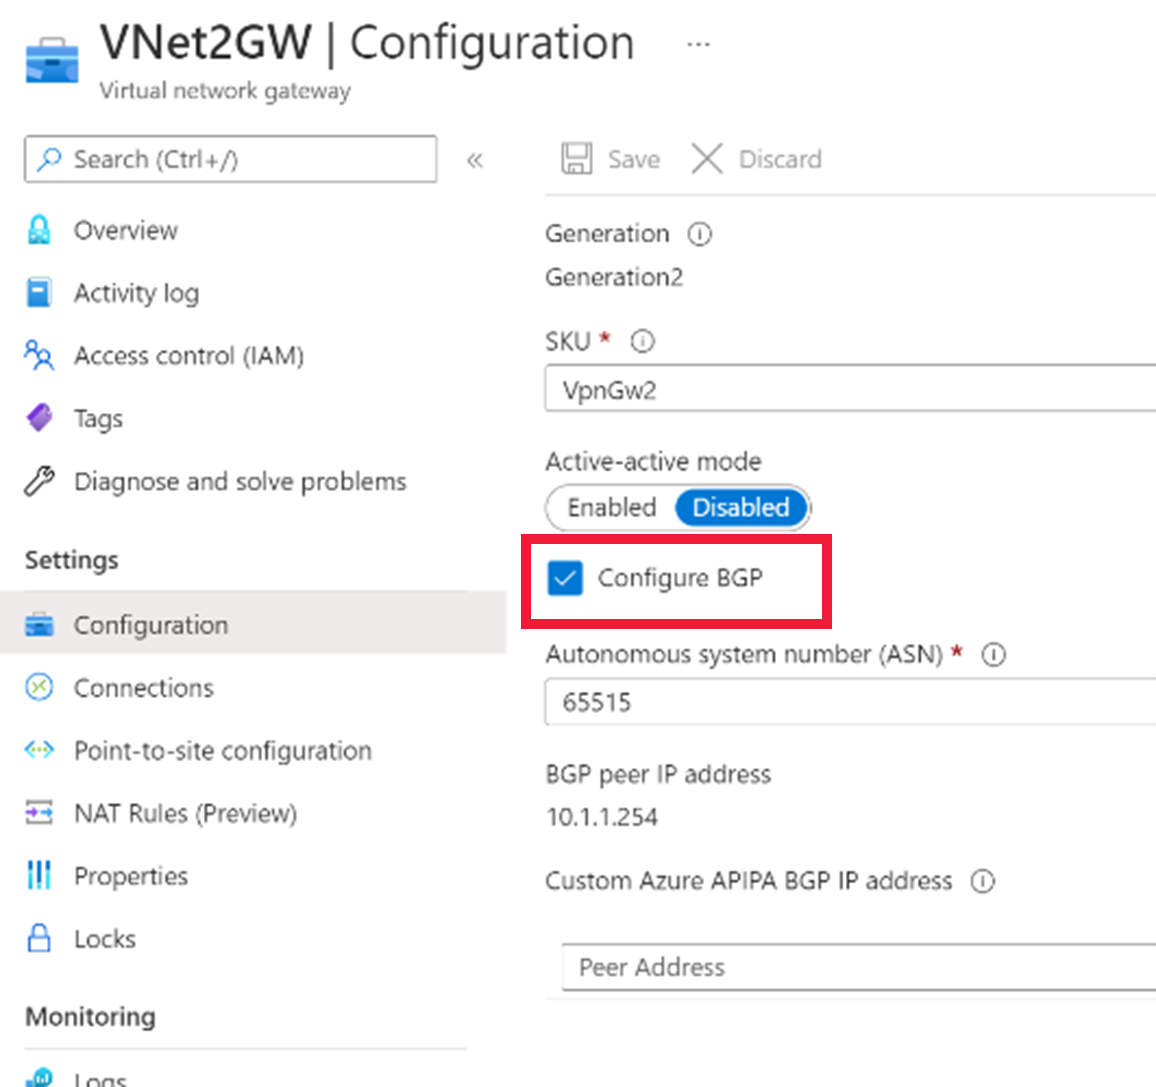 VNet2GW | Configuration ...
Virtual network gateway
Search (Ctrl+/)
«
Overview
Activity log
Access control (IAM)
Tags
Diagnose and solve problems
Settings
Configuration
Connections
Point-to-site configuration
NAT Rules (Preview)
Properties
Locks
Monitoring
Logs
Save Discard
Generation
Generation2
SKU *
VpnGw2
Active-active mode
Enabled Disabled
Configure BGP
Autonomous system number (ASN) *
65515
BGP peer IP address
10.1.1.254
Custom Azure APIPA BGP IP address
Peer Address